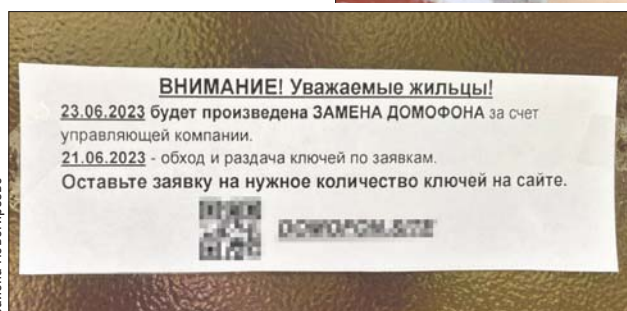 ВНИМАНИЕ! Уважаемые жильцы!
23.06.2023 будет произведена ЗАМЕНА ДОМОФОНА за счет
управляющей компании.
21.06.2023 - обход и раздача ключей по заявкам.
Оставьте заявку на нужное количество ключей на сайте.